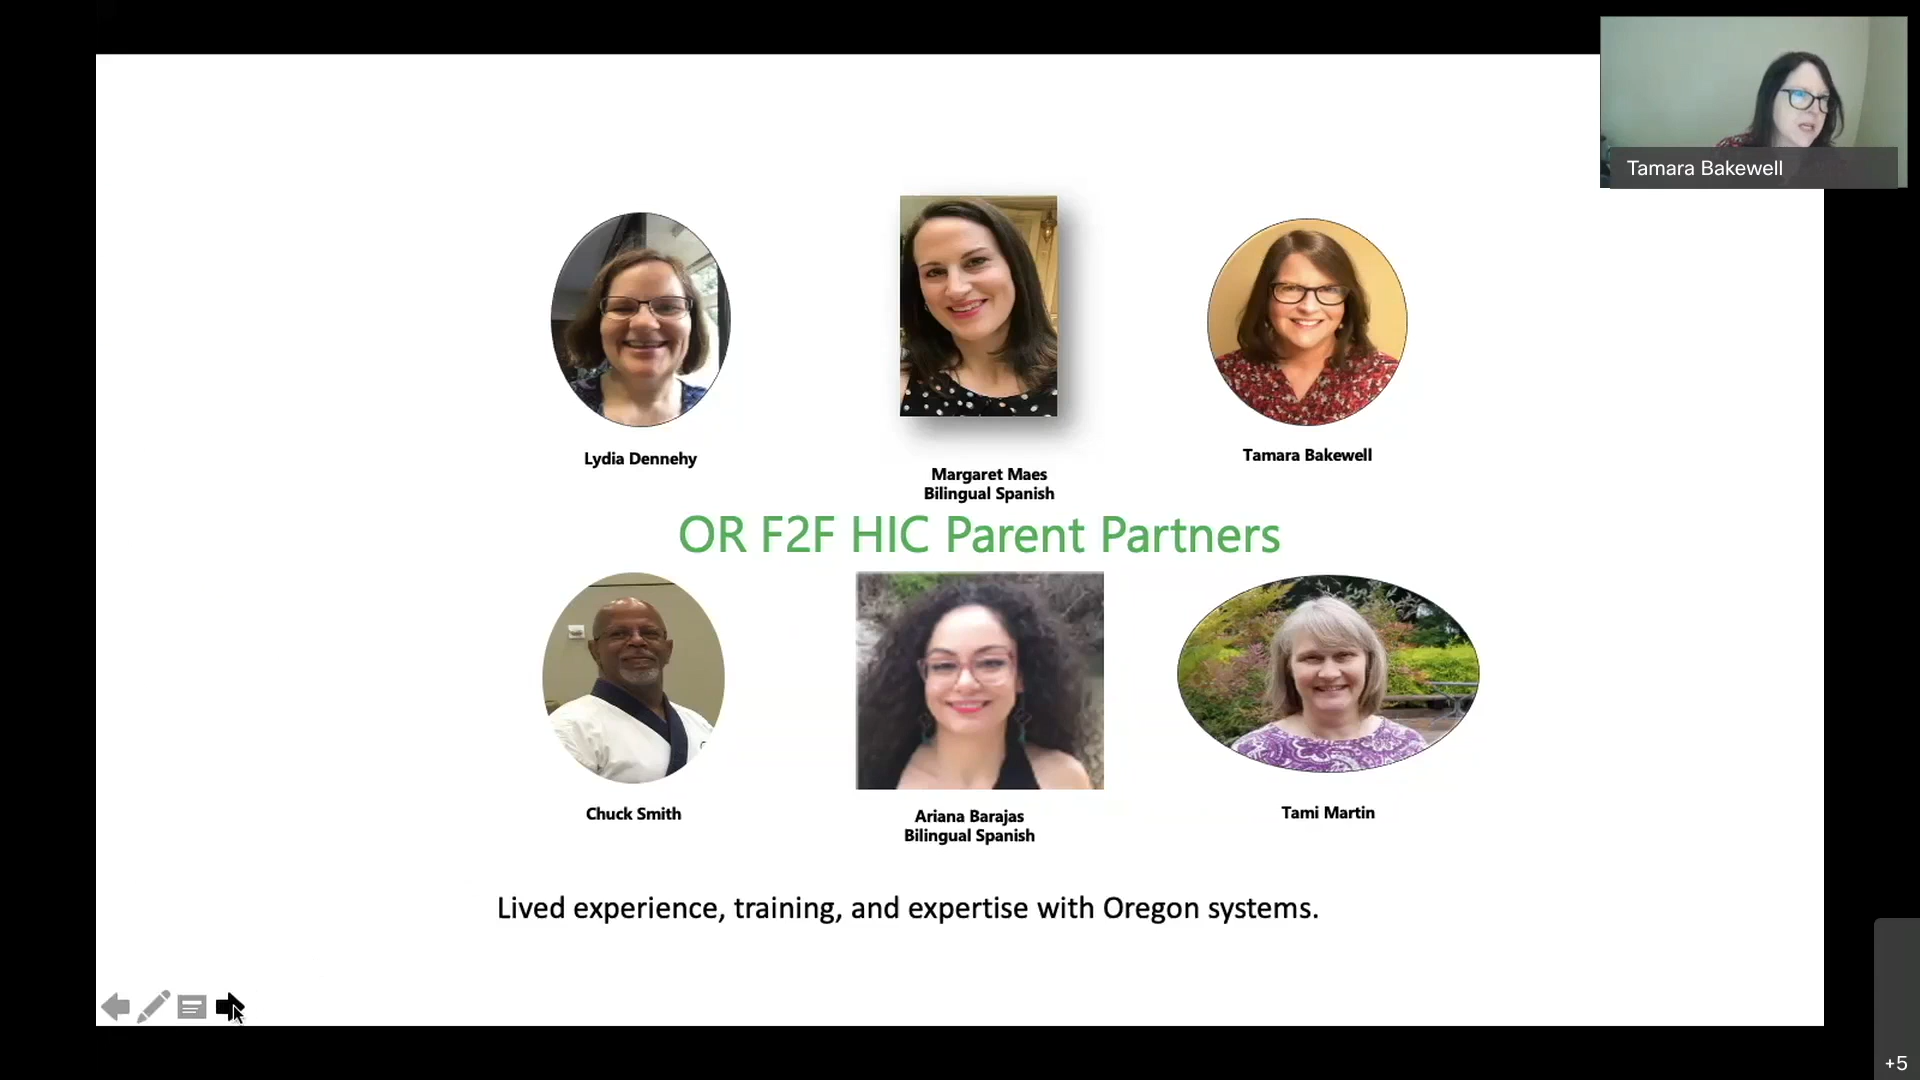 Tamara Bakewell
Lydia Dennehy
Margaret Maes
Bilingual Spanish
Tamara Bakewell
OR F2F HIC Parent Partners
Chuck Smith
Ariana Barajas
Bilingual Spanish
Tami Martin
Lived experience, training, and expertise with Oregon systems.
+5